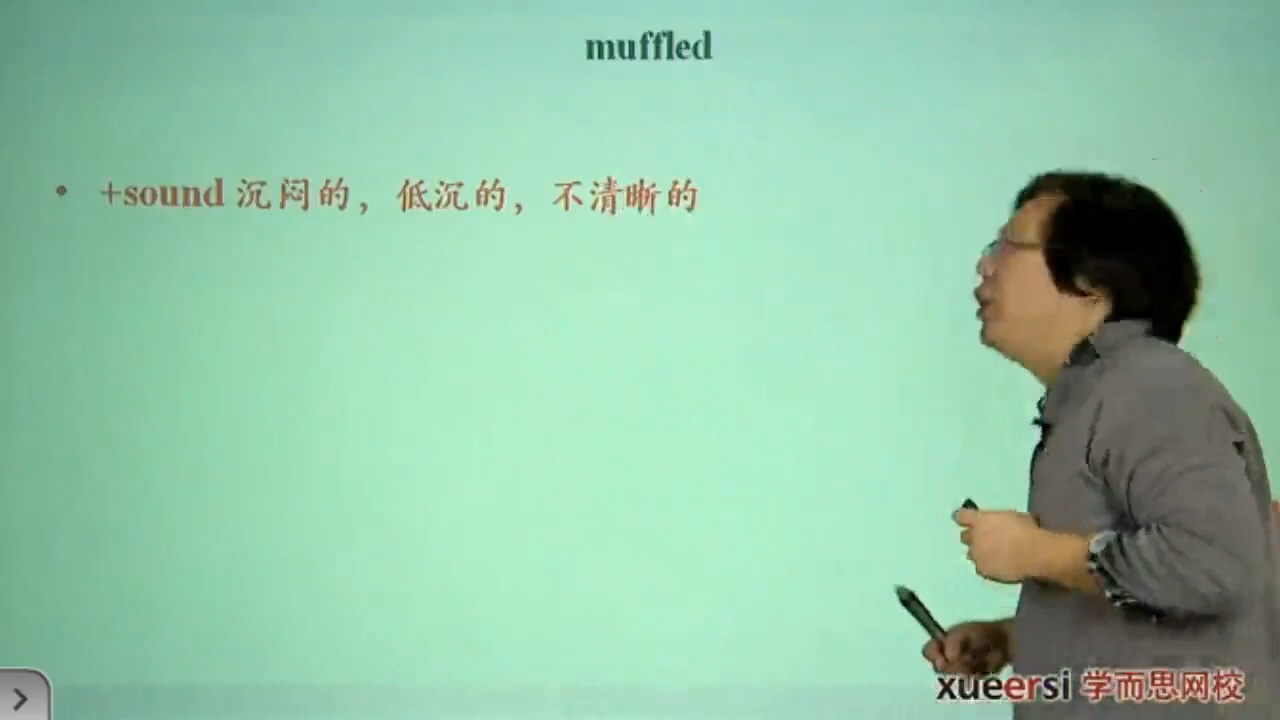 muffled
• +sound 沉闷的，低沉的，不清晰的
xueersi 学而思网校